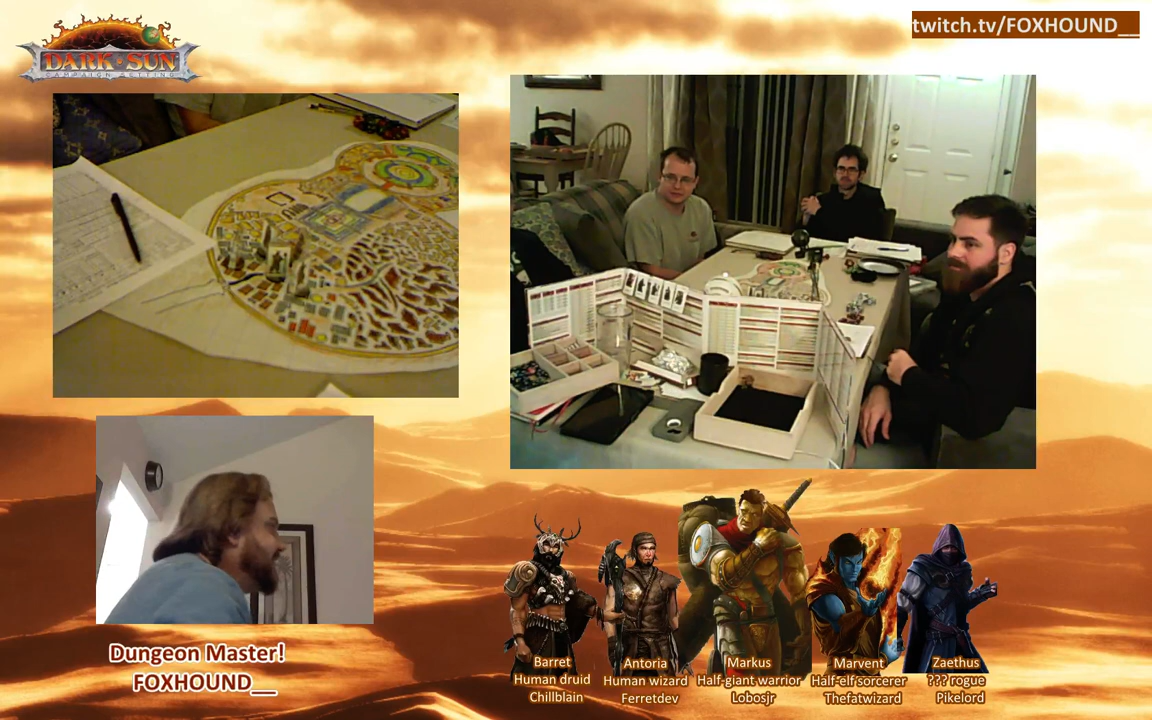 twitch.tv/FOXHOUND__
DARK SUN
CAMPAIGN SETTING
Dungeon Master!
FOXHOUND__
Barret
Human druid
Chillblain
Antoria
Human wizard
Ferretdev
Markus
Half-giant warrior
Lobosjr
Marvent
Half-elf sorcerer
Thefatwizard
Zaethus
??? rogue
Pikelord